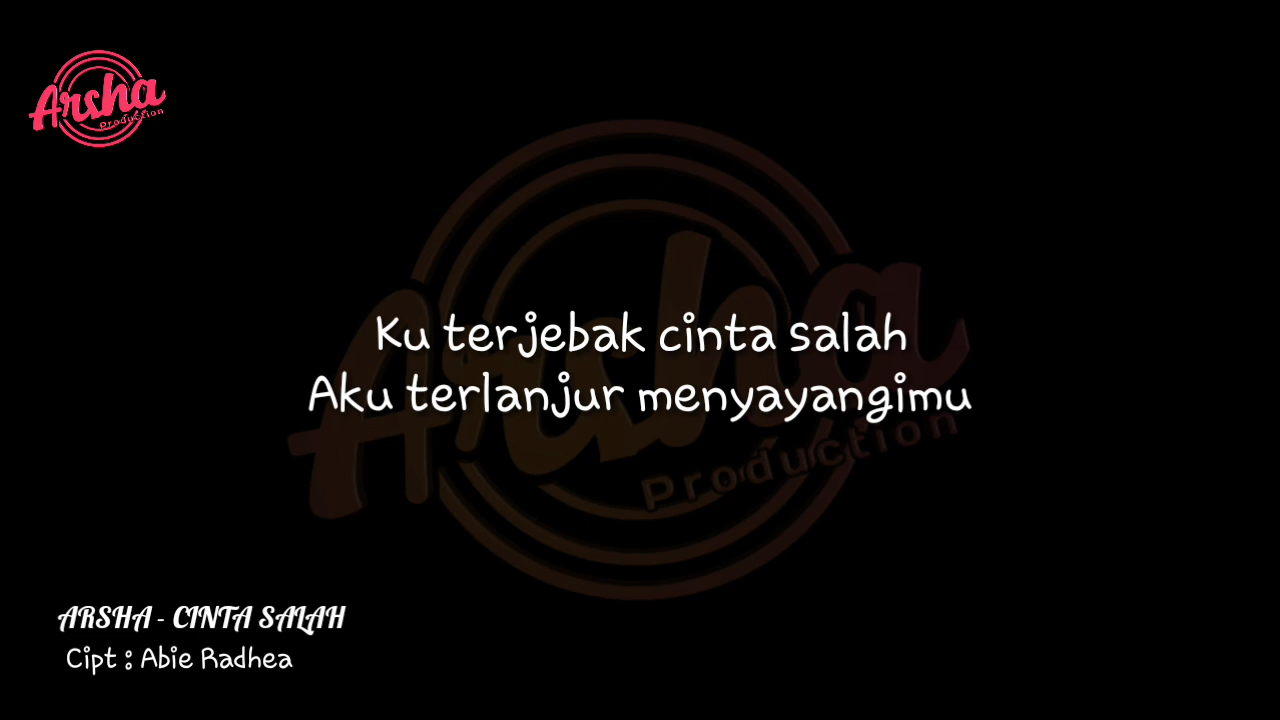 Arsha
Production
Ku terjebak cinta salah
Aku terlanjur menyayangimu
Arsha
Production
ARSHA - CINTA SALAH
Cipt : Abie Radhea